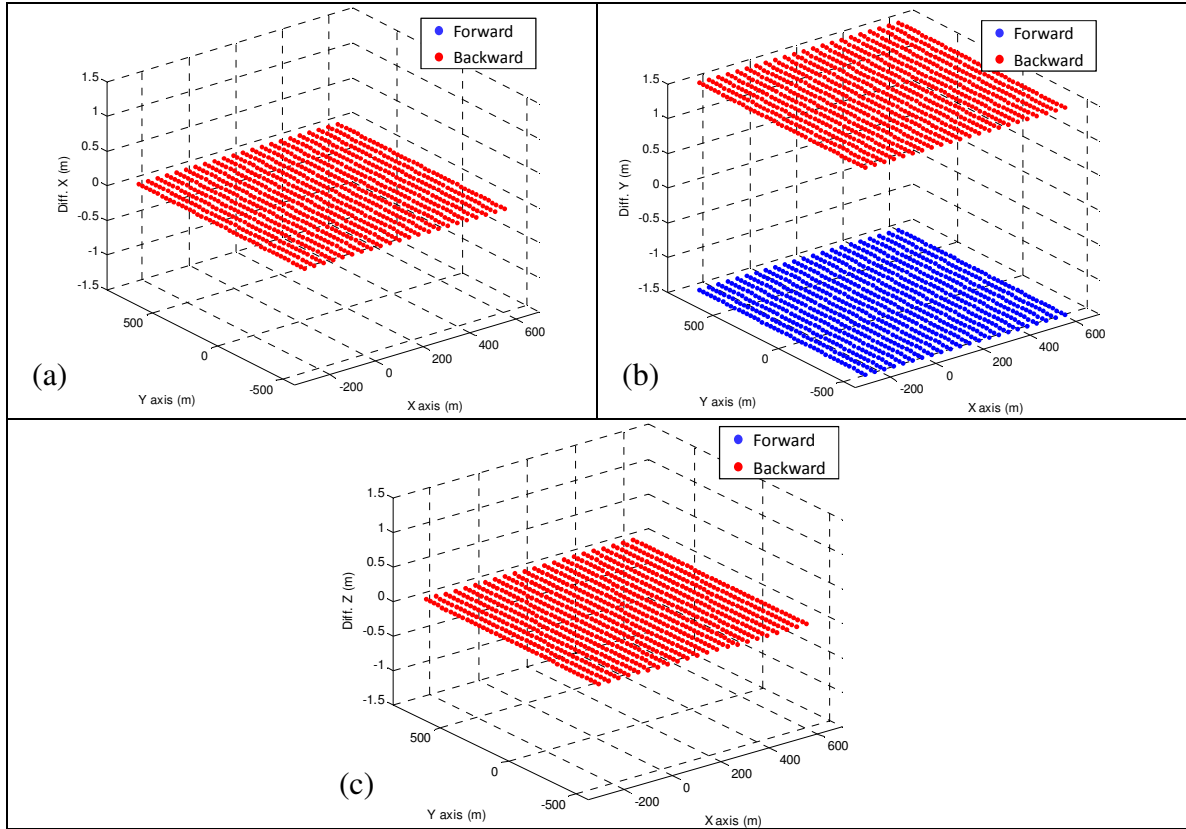 Forward
Backward
1.5
1
0.5
0
-0.5
-1
-1.5
Diff. X (m)
500
0
-500
Y axis (m)
-200
0
200
400
600
X axis (m)
(a)
Forward
Backward
1.5
1
0.5
0
-0.5
-1
-1.5
Diff. Y (m)
500
0
-500
Y axis (m)
-200
0
200
400
600
X axis (m)
(b)
Forward
Backward
1.5
1
0.5
0
-0.5
-1
-1.5
Diff. Z (m)
500
0
-500
Y axis (m)
-200
0
200
400
600
X axis (m)
(c)